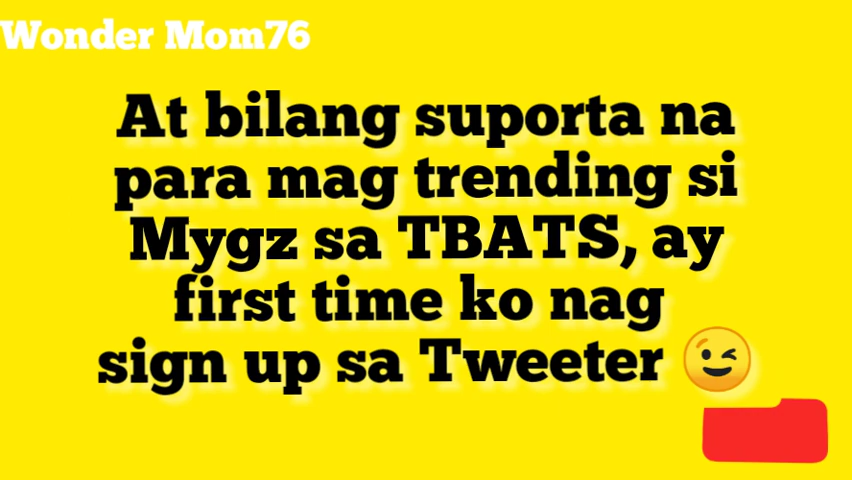 Wonder Mom76
At bilang suporta na
para mag trending si
Mygz sa TBATS, ay
first time ko nag
sign up sa Tweeter 😉